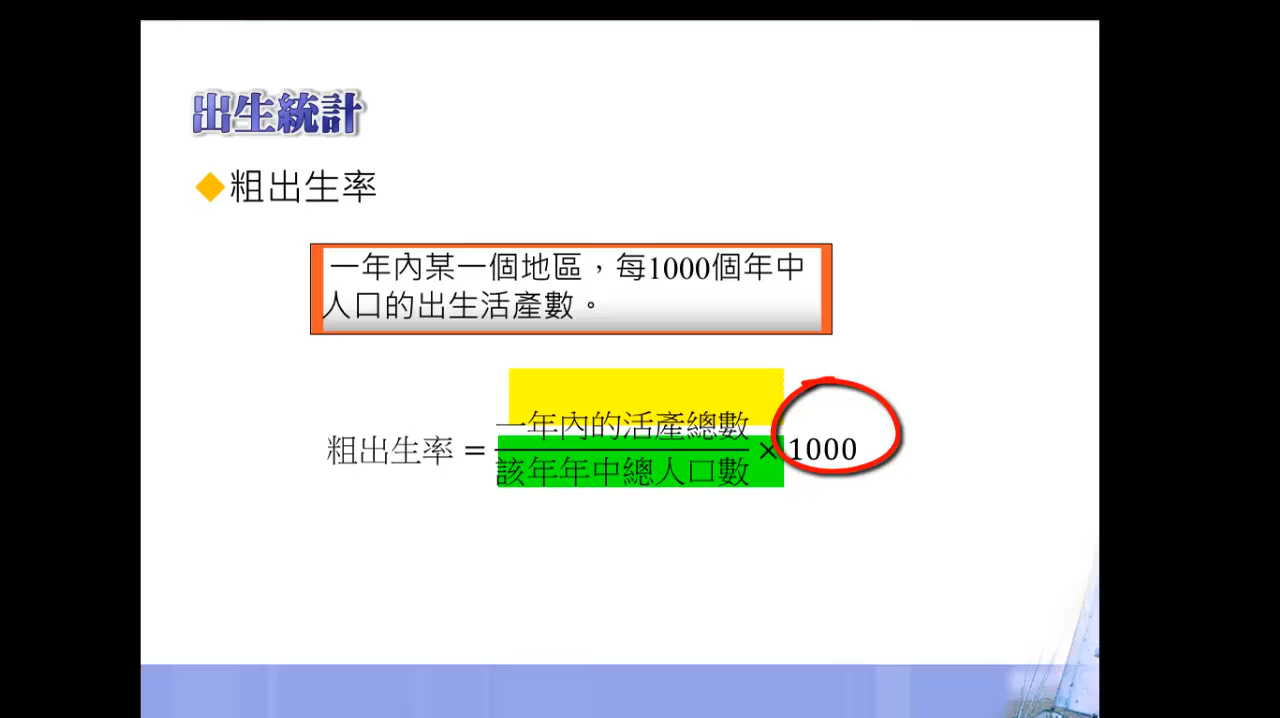 出生統計
粗出生率
一年內某一個地區，每1000個年中
人口的出生活產數。
一年內的活產總數
粗出生率 = × 1000
該年年中總人口數